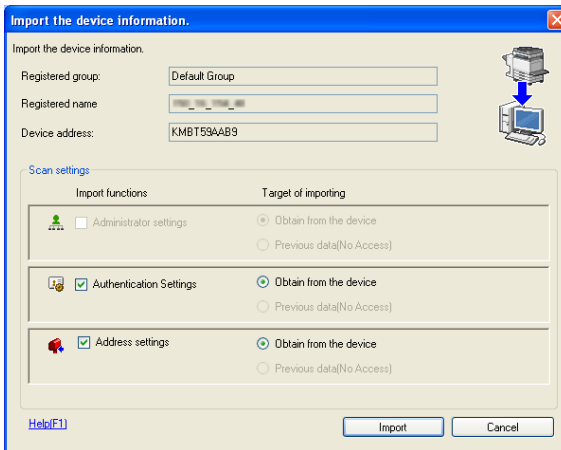 Import the device information.
Import the device information.
Registered group: Default Group
Registered name
Device address: KMBT59AAB9
Scan settings
Import functions Target of importing
Administrator settings Obtain from the device
Previous data(No Access)
Authentication Settings Obtain from the device
Previous data(No Access)
Address settings Obtain from the device
Previous data(No Access)
Help(F1) Import Cancel